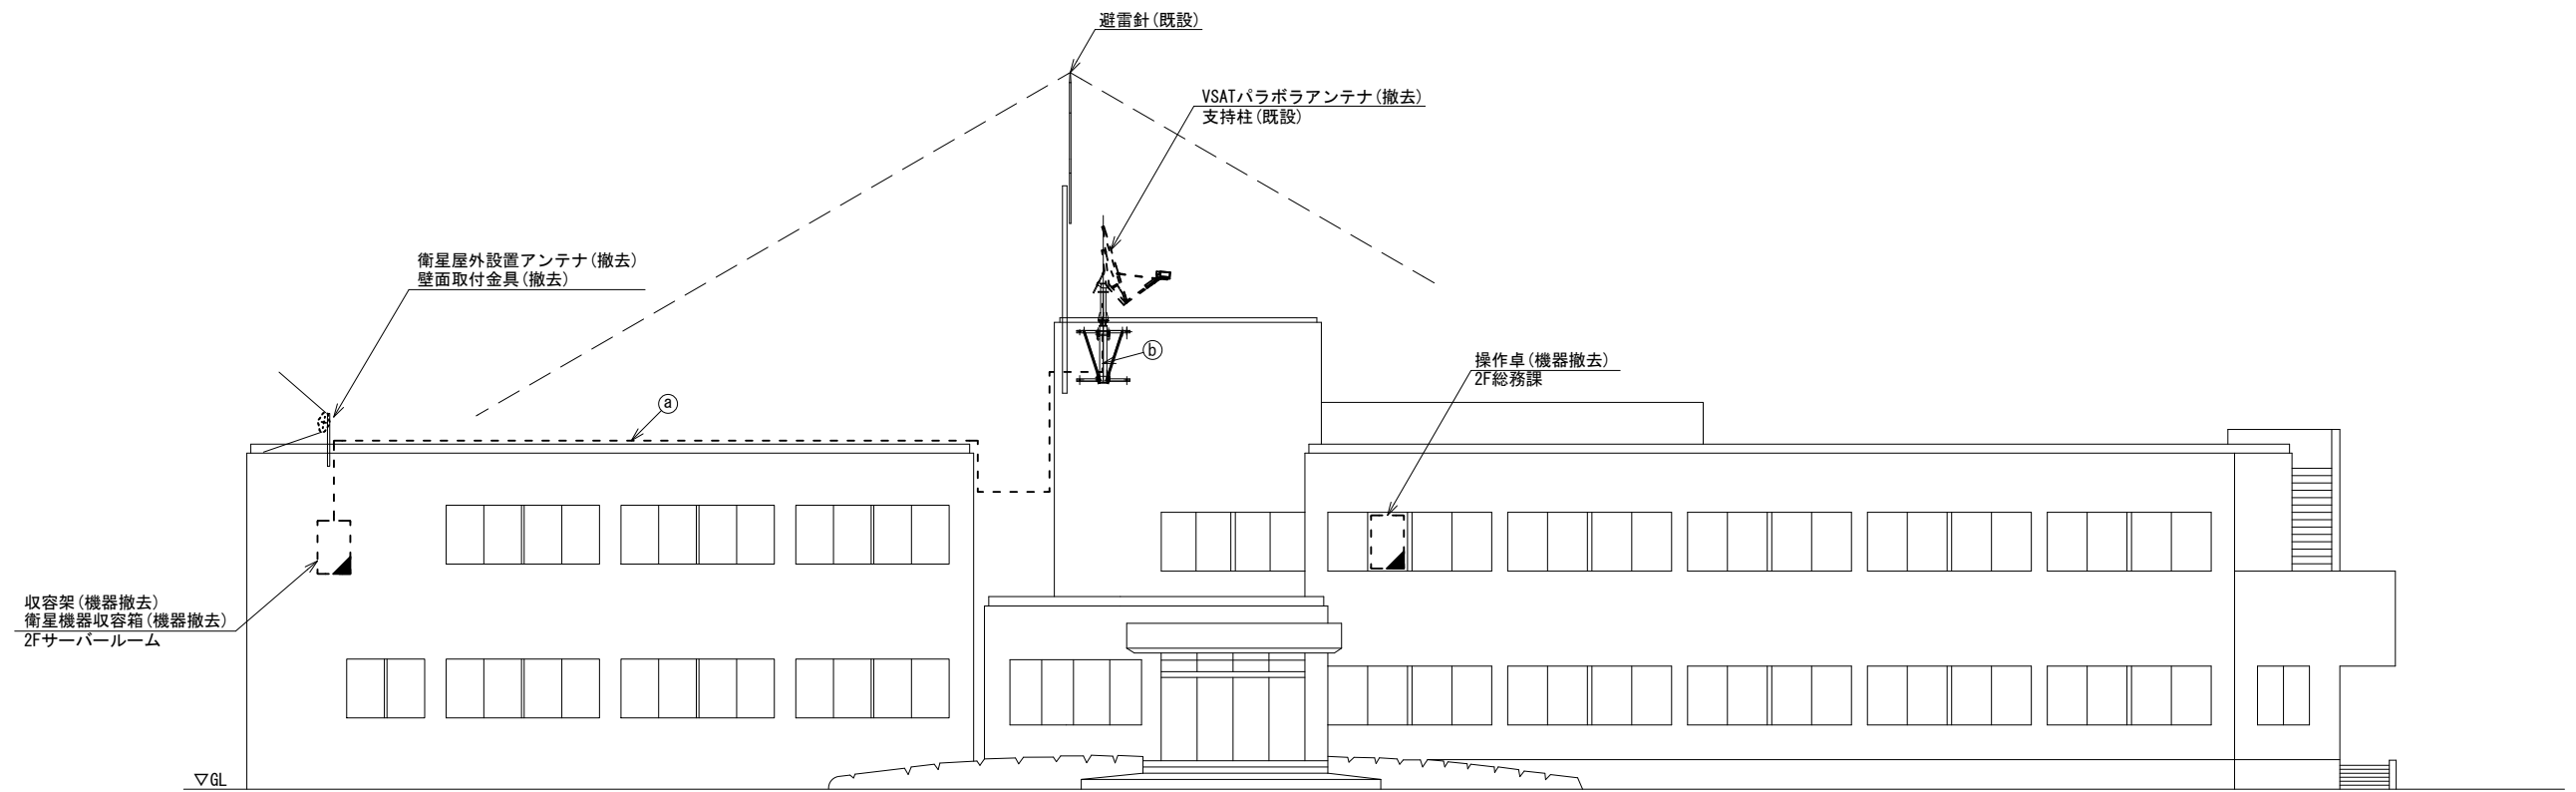 避雷針(既設)
VSATパラボラアンテナ(撤去)
支持柱(既設)
衛星屋外設置アンテナ(撤去)
壁面取付金具(撤去)
ⓑ
操作卓(機器撤去)
2F総務課
ⓐ
収容架(機器撤去)
衛星機器収容箱(機器撤去)
2Fサーバールーム
▽GL